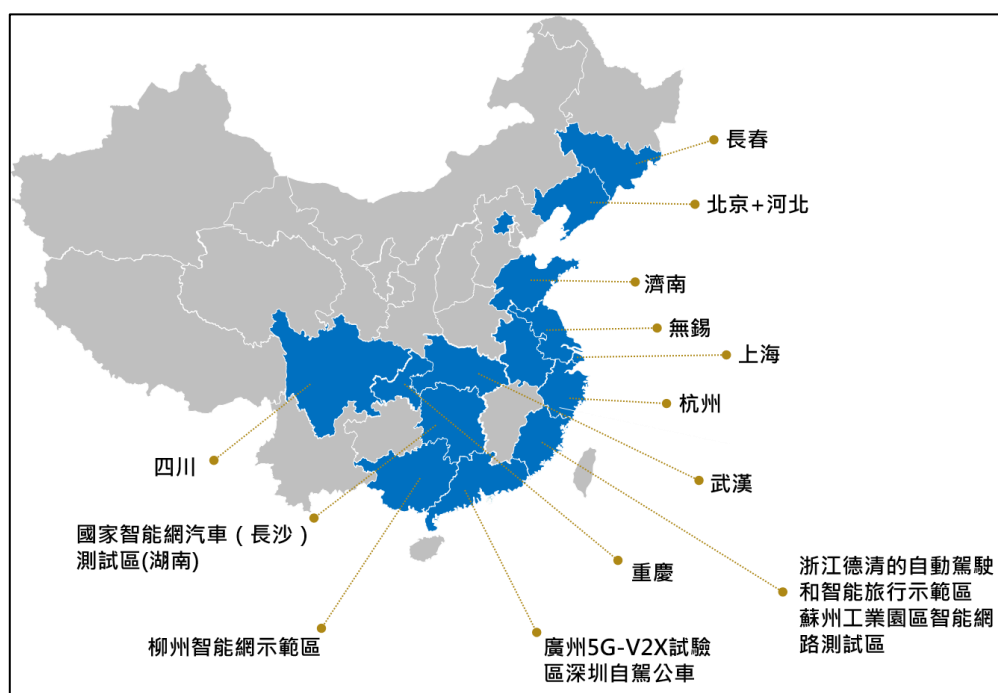 長春
北京+河北
濟南
無錫
上海
杭州
四川
武漢
國家智能網汽車（長沙）
測試區(湖南)
重慶
浙江德清的自動駕駛
和智能旅行示範區
蘇州工業園區智能網
路測試區
柳州智能網示範區
廣州5G-V2X試驗
區深圳自駕公車